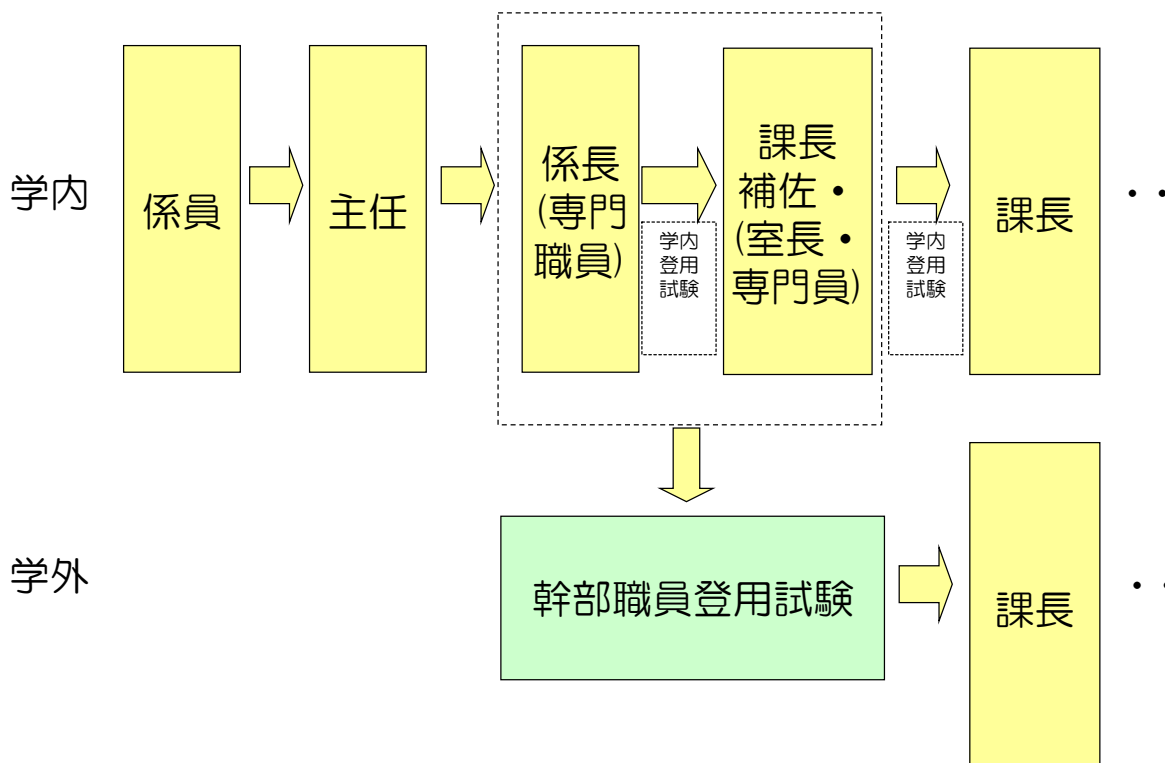 学内
係員
主任
係長
(専門
職員)
学内
登用
試験
課長
補佐・
(室長・
専門員)
学内
登用
試験
課長
・・
学外
幹部職員登用試験
課長
・・